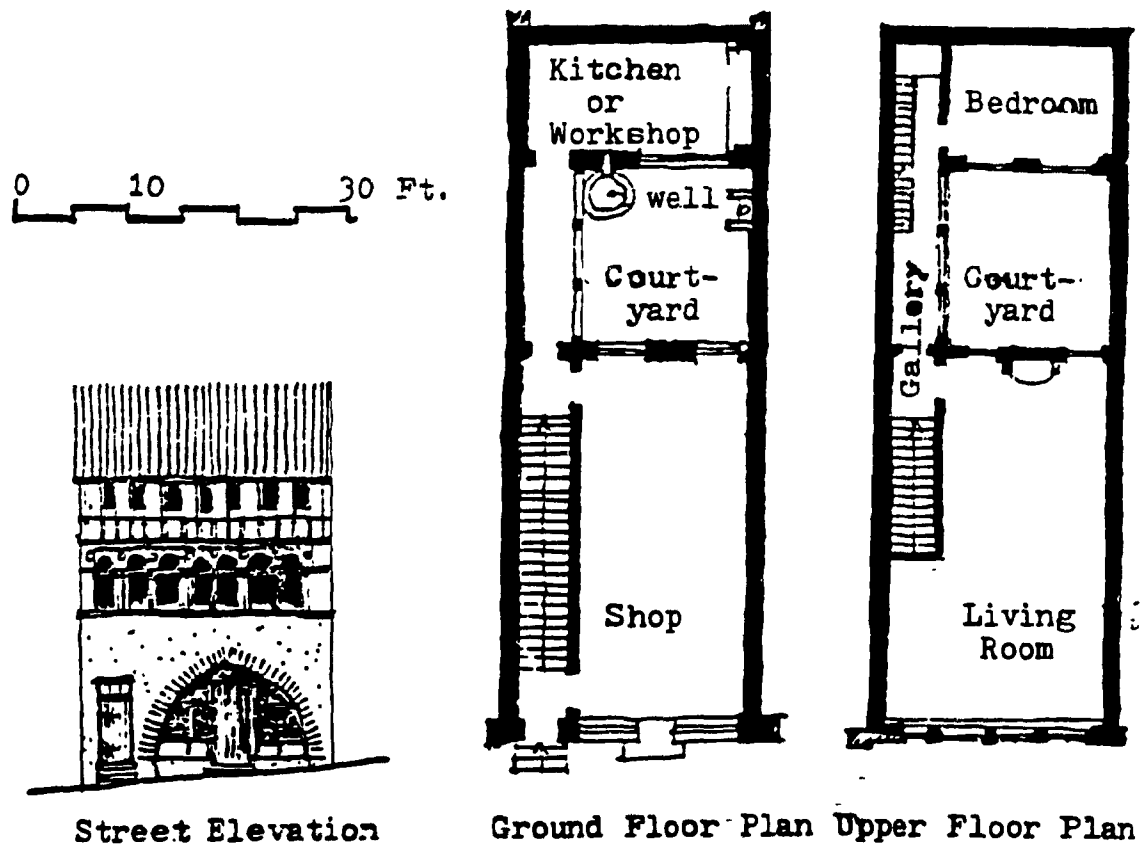 0 10 30 Ft.
Kitchen
or
Workshop
well
Court-
yard
Shop
Bedroom
Gallery
Court-
yard
Living
Room
Street Elevation
Ground Floor Plan
Upper Floor Plan